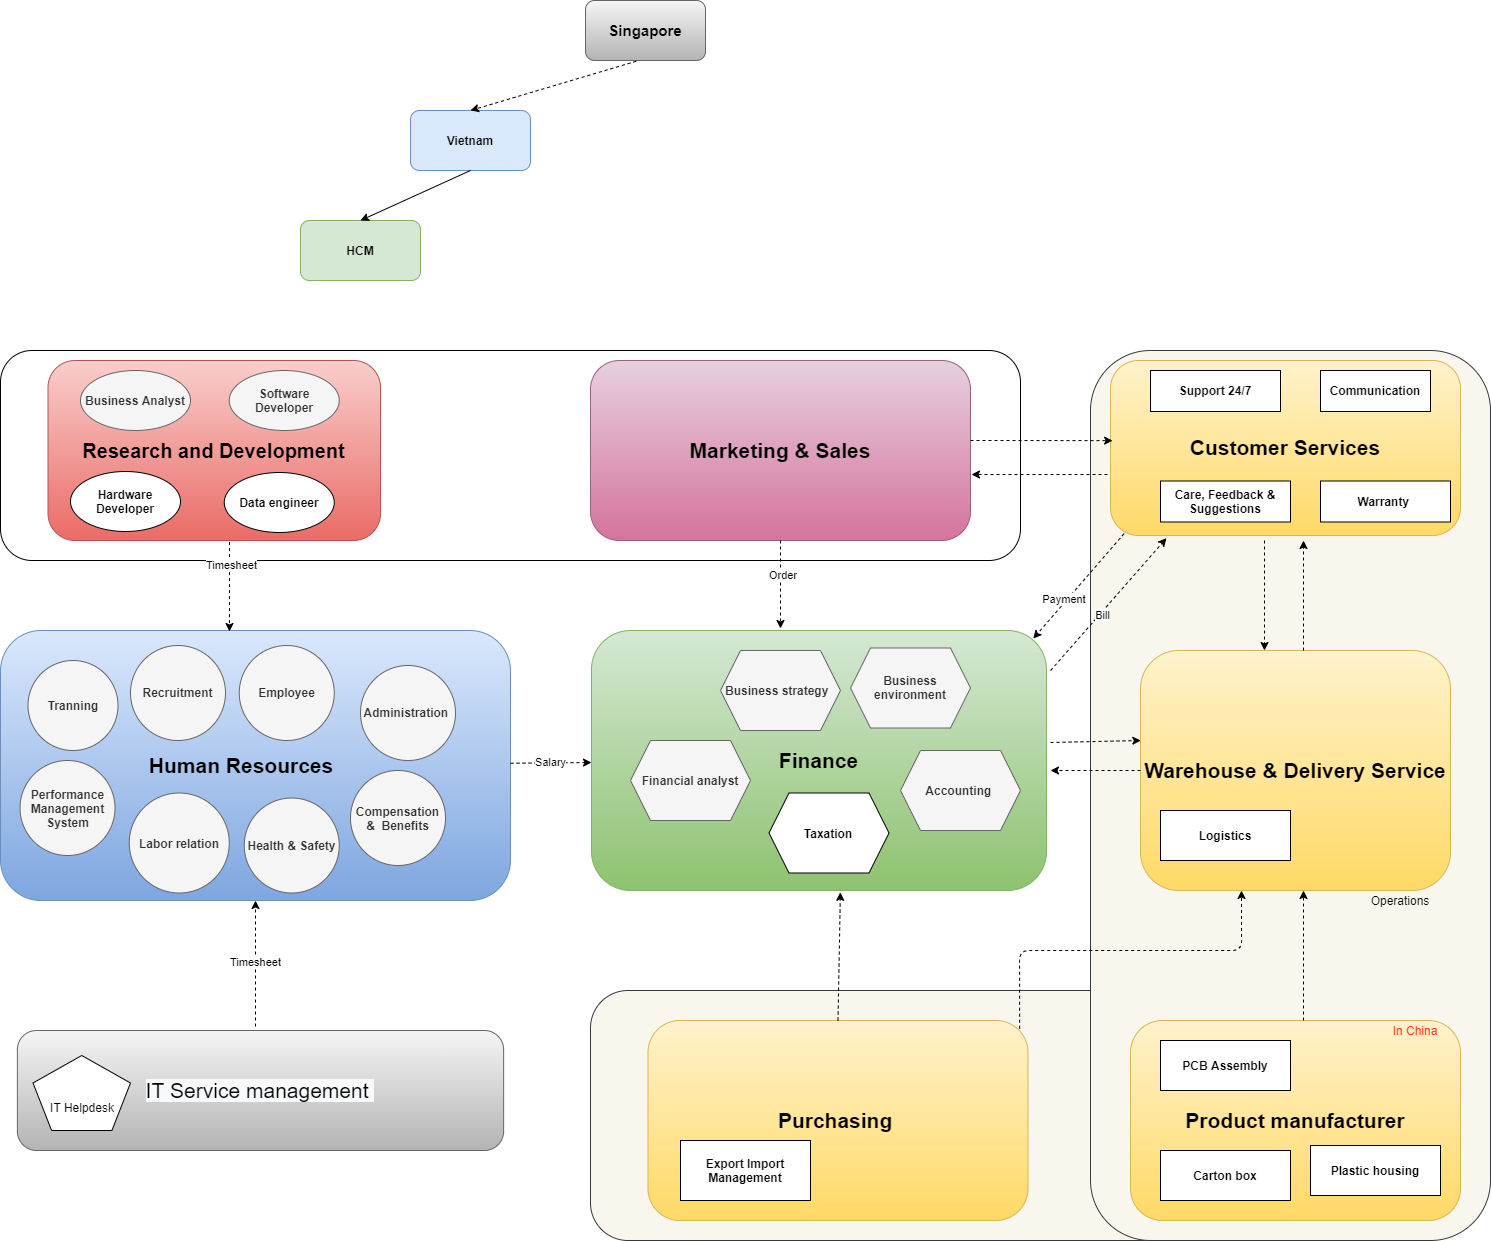 Singapore
Vietnam
HCM
Business Analyst
Software
Developer
Research and Development
Hardware
Developer
Data engineer
Marketing & Sales
Support 24/7
Communication
Customer Services
Care, Feedback &
Suggestions
Warranty
Timesheet
Order
Payment
Bill
Tranning
Recruitment
Employee
Administration
Human Resources
Performance
Management
System
Labor relation
Health & Safety
Compensation
& Benefits
Salary
Business strategy
Business
environment
Finance
Financial analyst
Accounting
Taxation
Warehouse & Delivery Service
Logistics
Operations
Timesheet
IT Helpdesk
IT Service management
Purchasing
Export Import
Management
In China
PCB Assembly
Product manufacturer
Carton box
Plastic housing